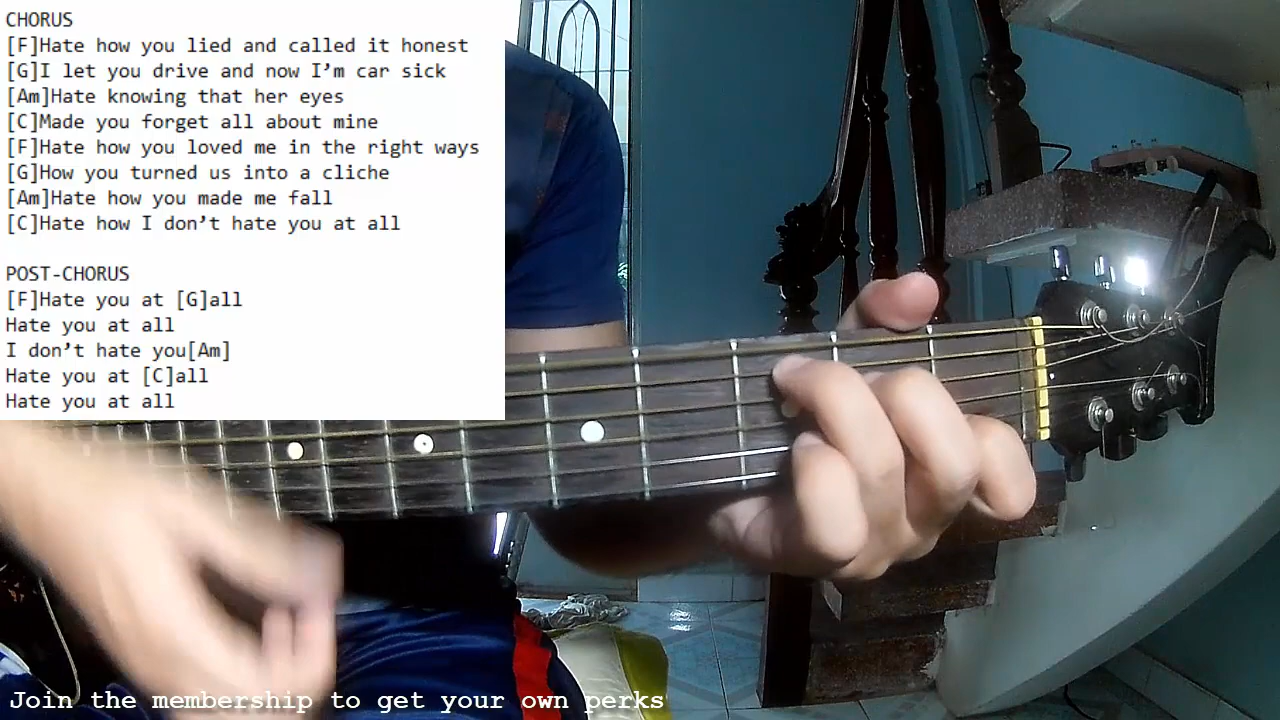 CHORUS
[F]Hate how you lied and called it honest
[G]I let you drive and now I’m car sick
[Am]Hate knowing that her eyes
[C]Made you forget all about mine
[F]Hate how you loved me in the right ways
[G]How you turned us into a cliche
[Am]Hate how you made me fall
[C]Hate how I don’t hate you at all
POST-CHORUS
[F]Hate you at [G]all
Hate you at all
I don’t hate you[Am]
Hate you at [C]all
Hate you at all
Join the membership to get your own perks